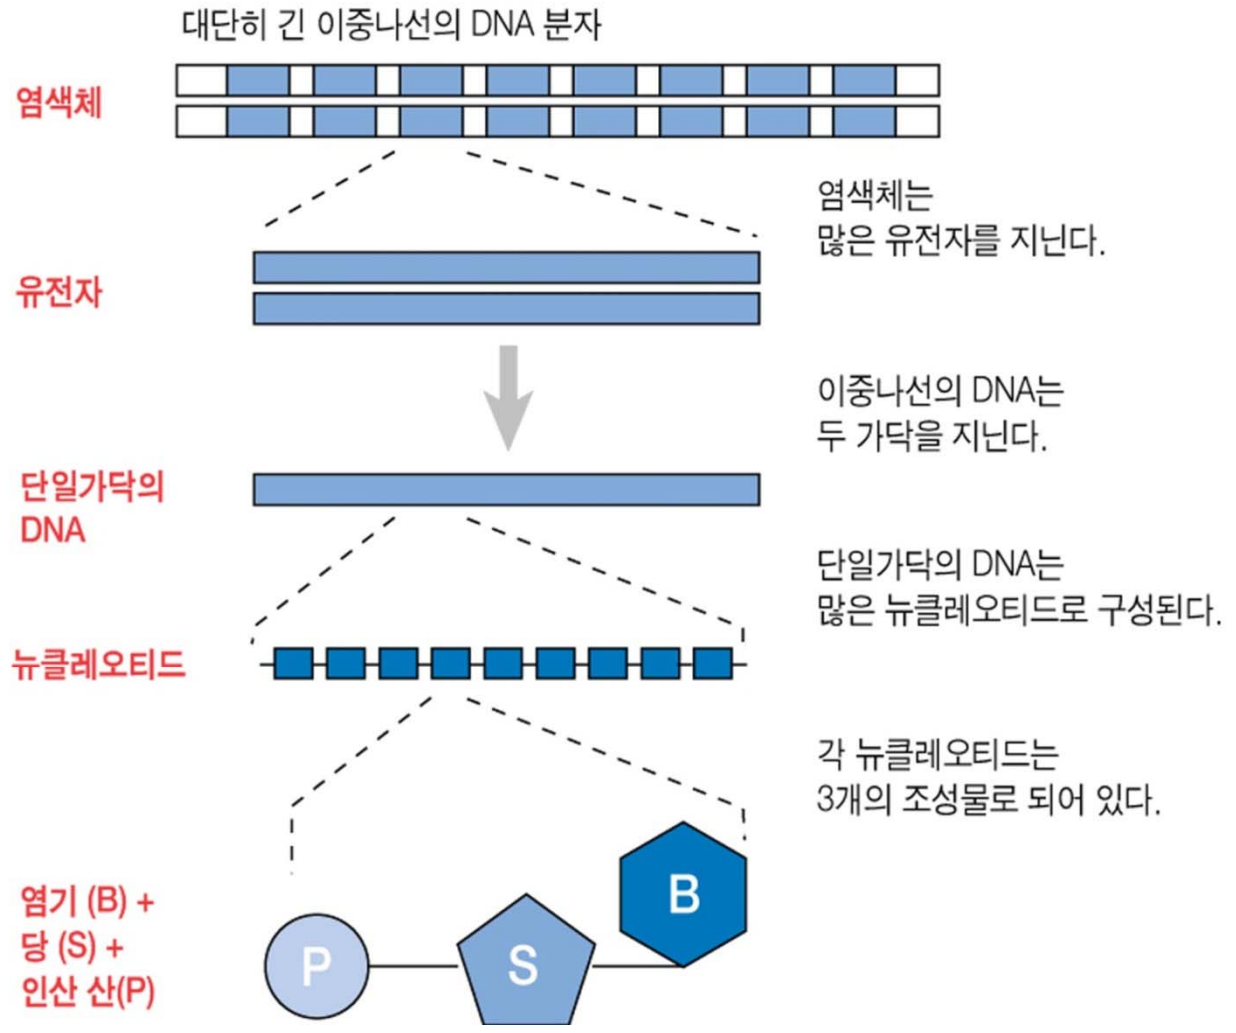 대단히 긴 이중나선의 DNA 분자
염색체
염색체는
많은 유전자를 지닌다.
유전자
이중나선의 DNA는
두 가닥을 지닌다.
단일가닥의
DNA
단일가닥의 DNA는
많은 뉴클레오티드로 구성된다.
뉴클레오티드
각 뉴클레오티드는
3개의 조성물로 되어 있다.
염기 (B) +
당 (S) +
인산 산(P)
P
S
B